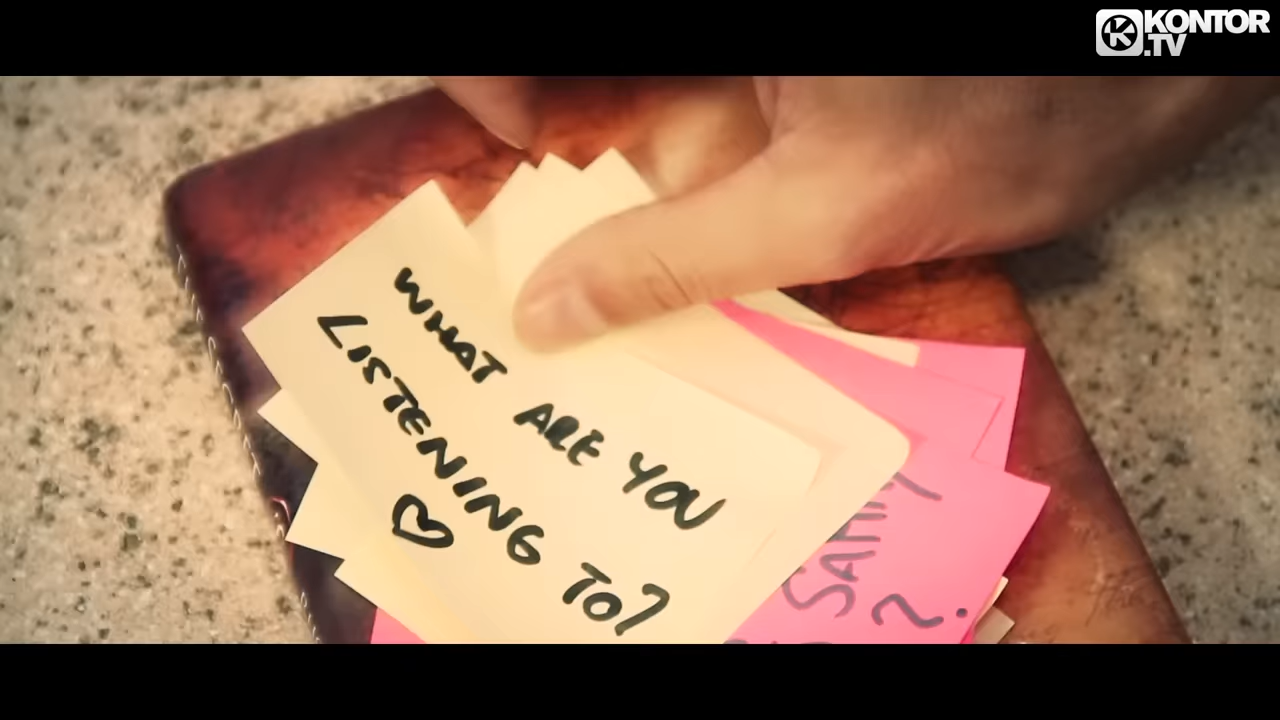 KONTOR
.TV
WHAT ARE YOU
LISTENING TO?
?